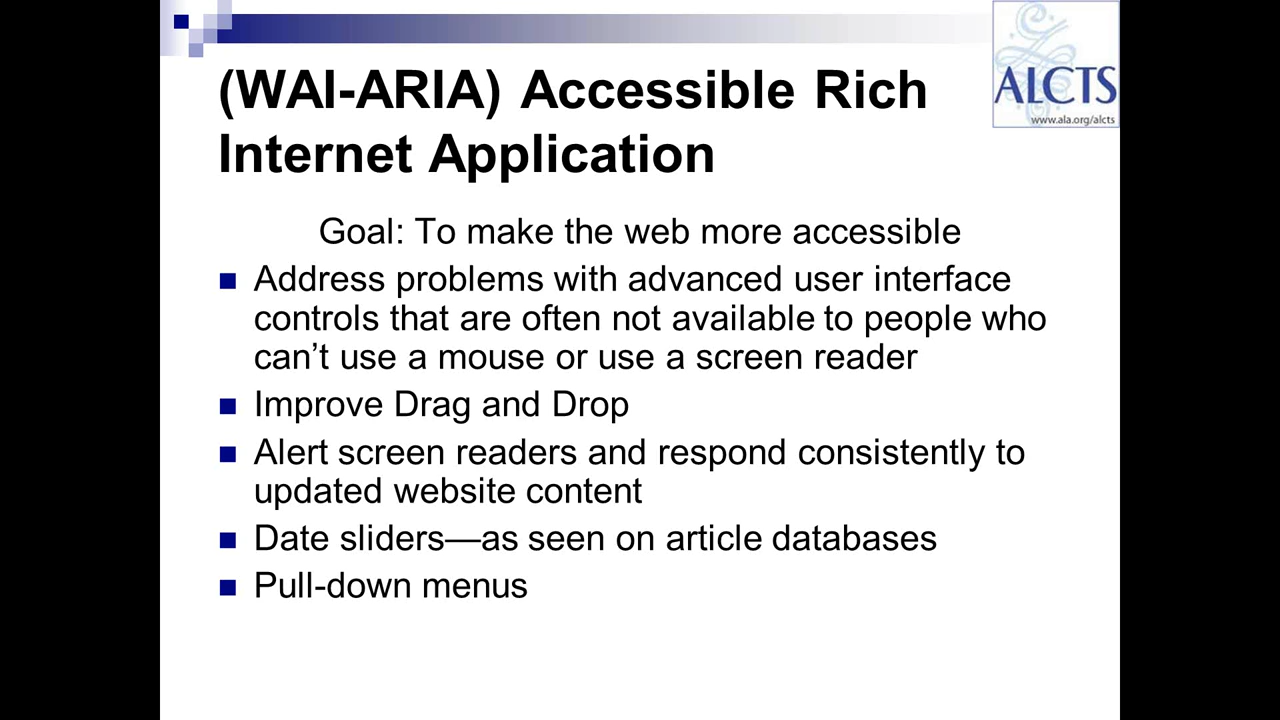 ALCTS
www.ala.org/alcts
(WAI-ARIA) Accessible Rich
Internet Application
Goal: To make the web more accessible
Address problems with advanced user interface
controls that are often not available to people who
can’t use a mouse or use a screen reader
Improve Drag and Drop
Alert screen readers and respond consistently to
updated website content
Date sliders—as seen on article databases
Pull-down menus